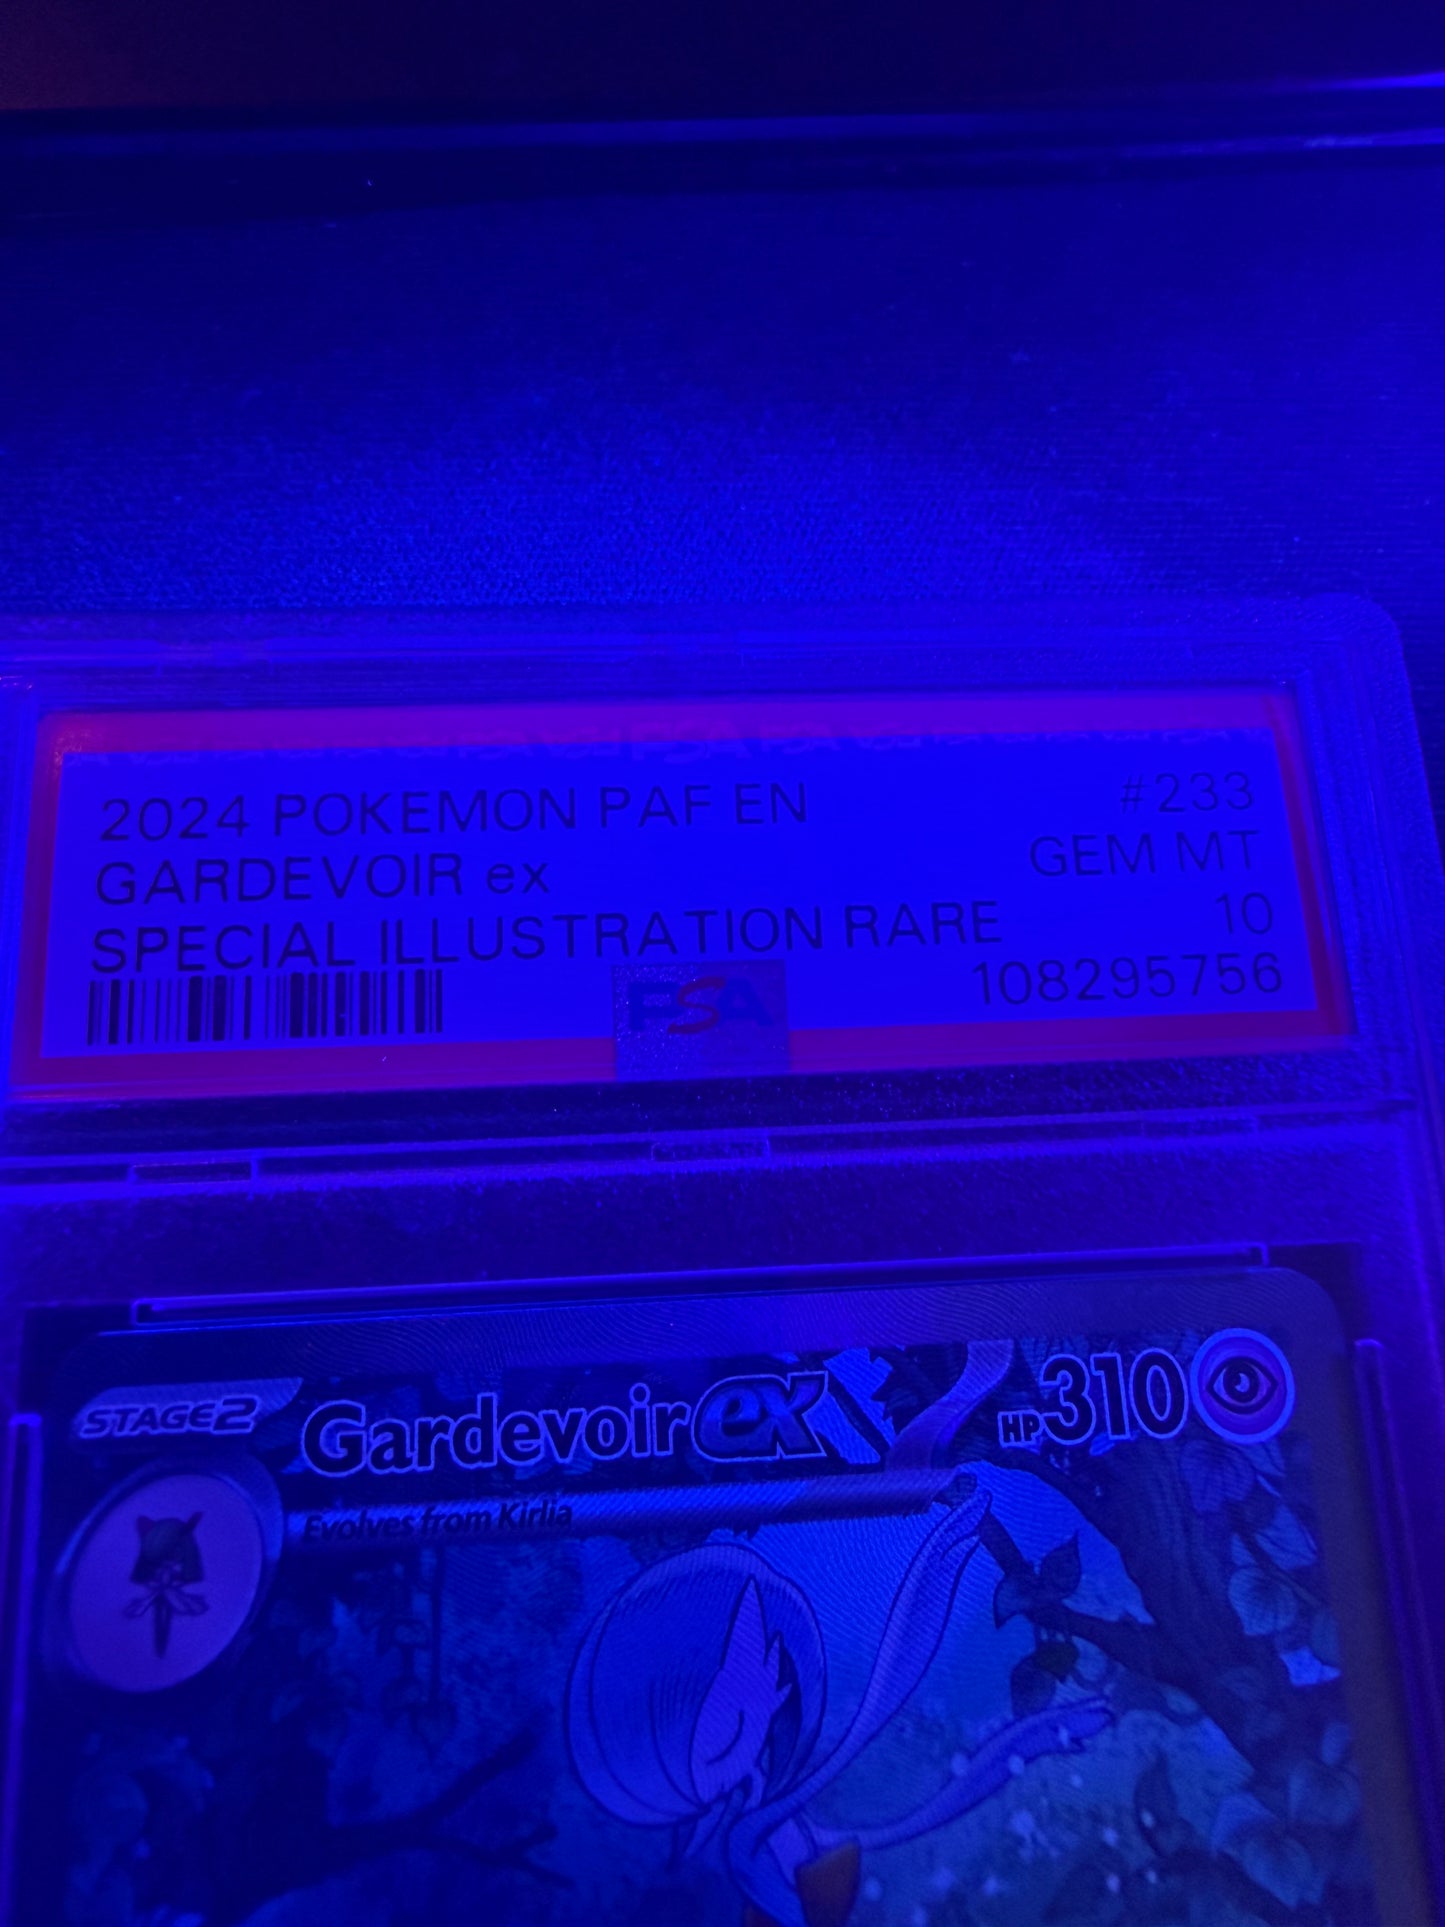 2024 POKEMON PAF EN #233
GARDEVOIR ex GEM MT
SPECIAL ILLUSTRATION RARE 10
PSA 108295756
STAGE2 Gardevoir ex HP310
Evolves from Kirlia